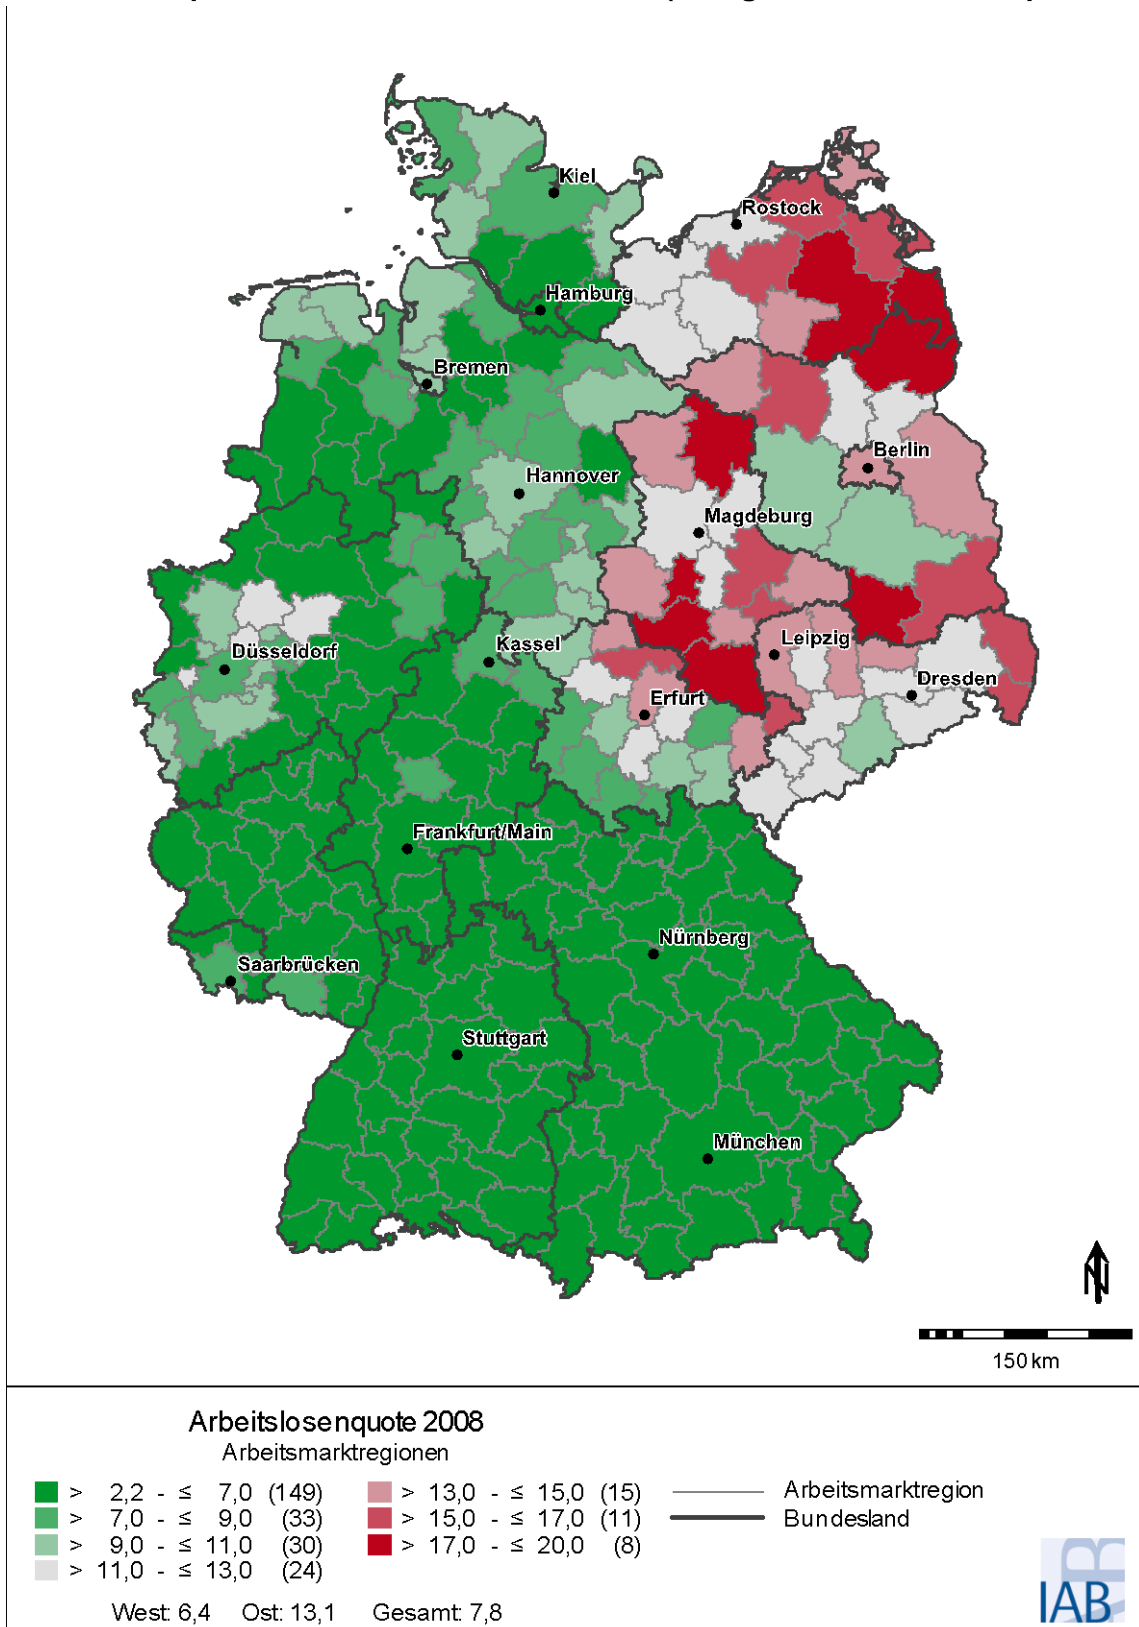 Kiel
Rostock
Hamburg
Bremen
Berlin
Hannover
Magdeburg
Kassel
Leipzig
Düsseldorf
Dresden
Erfurt
Frankfurt/Main
Nürnberg
Saarbrücken
Stuttgart
München
N
150 km
Arbeitslosenquote 2008
Arbeitsmarktregionen
> 2,2 - ≤ 7,0 (149)
> 7,0 - ≤ 9,0 (33)
> 9,0 - ≤ 11,0 (30)
> 11,0 - ≤ 13,0 (24)
> 13,0 - ≤ 15,0 (15)
> 15,0 - ≤ 17,0 (11)
> 17,0 - ≤ 20,0 (8)
Arbeitsmarktregion
Bundesland
West: 6,4 Ost: 13,1 Gesamt: 7,8
IAB